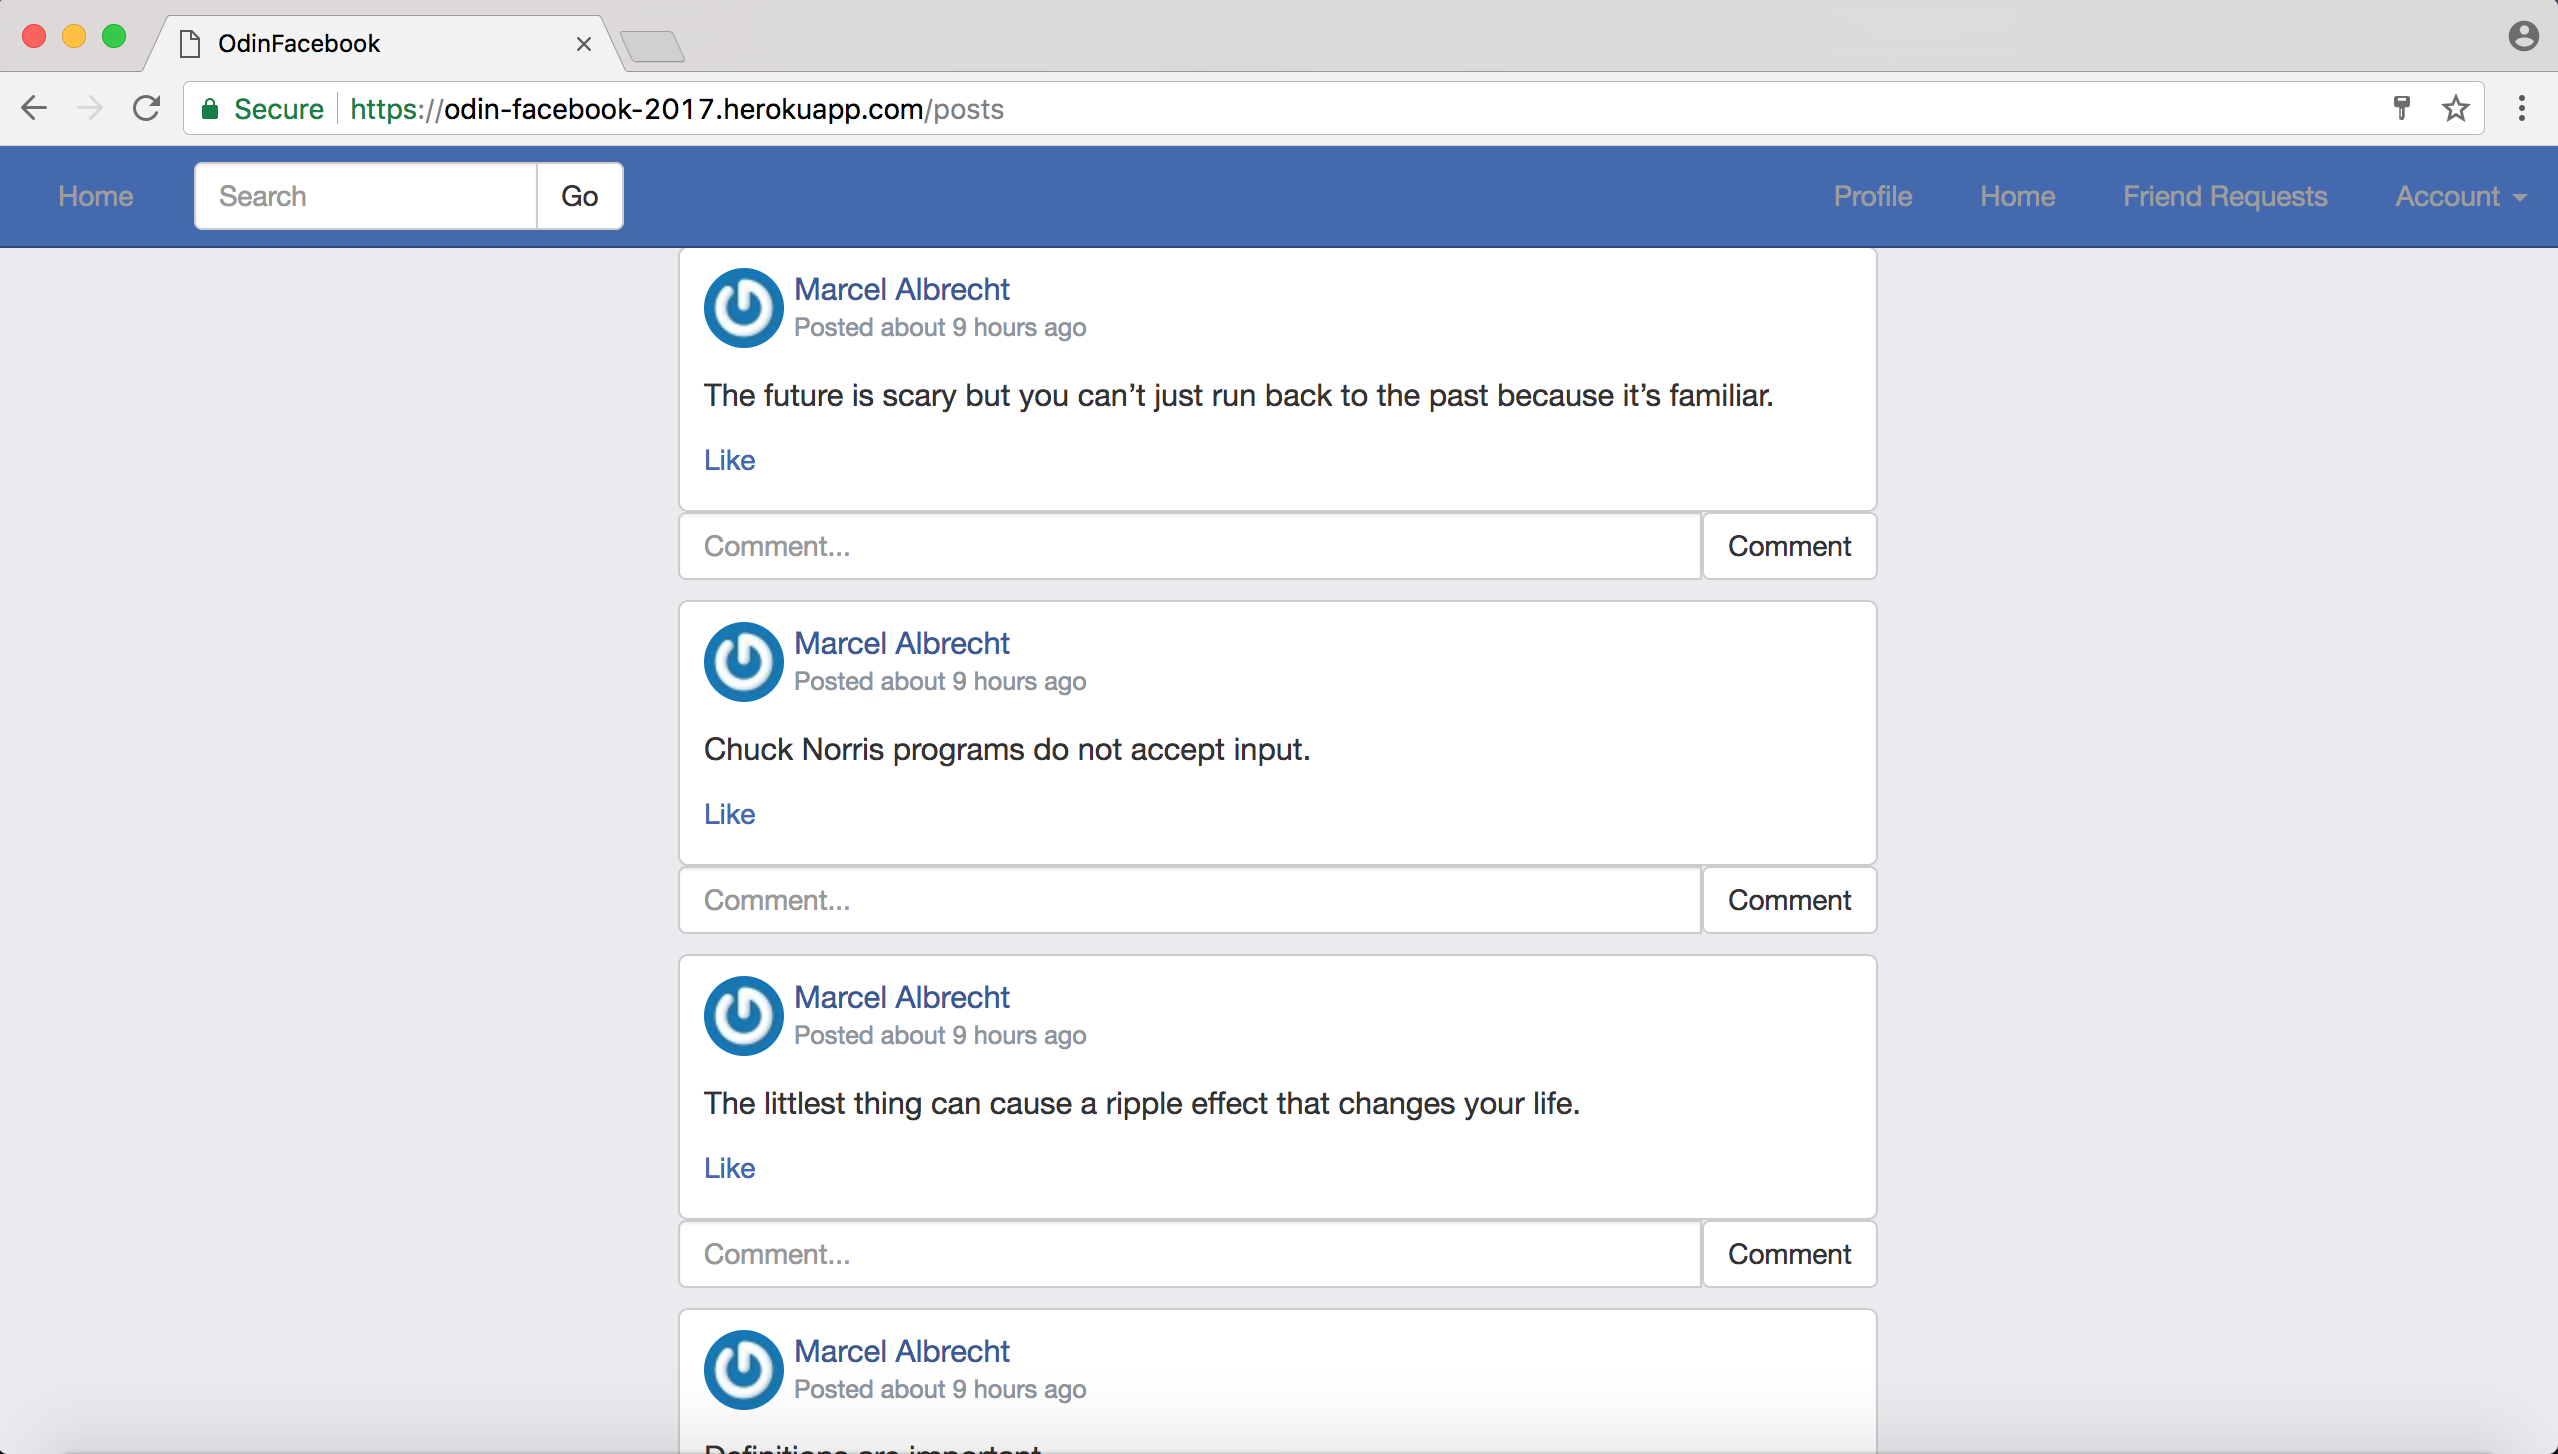 OdinFacebook
Secure https://odin-facebook-2017.herokuapp.com/posts
Home Search Go Profile Home Friend Requests Account
Marcel Albrecht
Posted about 9 hours ago
The future is scary but you can’t just run back to the past because it’s familiar.
Like
Comment... Comment
Marcel Albrecht
Posted about 9 hours ago
Chuck Norris programs do not accept input.
Like
Comment... Comment
Marcel Albrecht
Posted about 9 hours ago
The littlest thing can cause a ripple effect that changes your life.
Like
Comment... Comment
Marcel Albrecht
Posted about 9 hours ago
Definitions are important